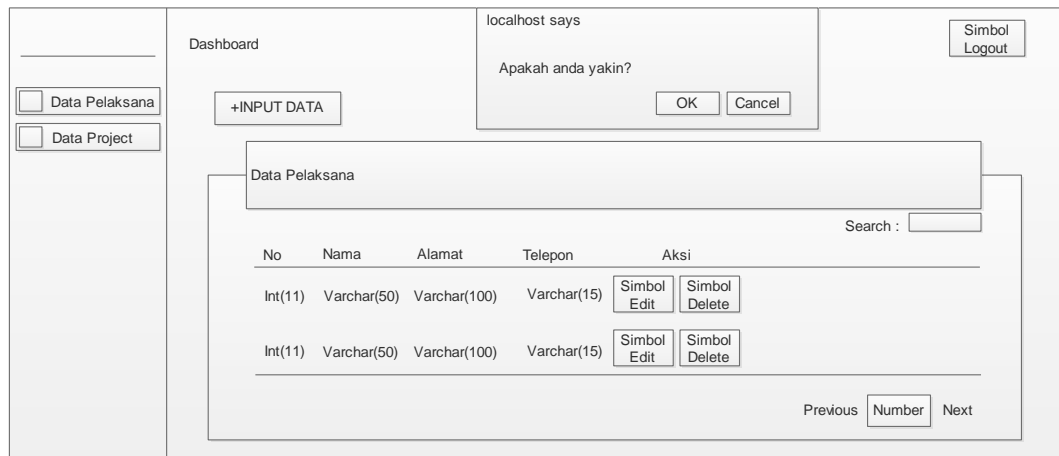 localhost says
Apakah anda yakin?
OK Cancel
Simbol
Logout
Dashboard
Data Pelaksana
Data Project
+INPUT DATA
Data Pelaksana
Search :
No Nama Alamat Telepon Aksi
Int(11) Varchar(50) Varchar(100) Varchar(15) Simbol Edit Simbol Delete
Int(11) Varchar(50) Varchar(100) Varchar(15) Simbol Edit Simbol Delete
Previous Number Next